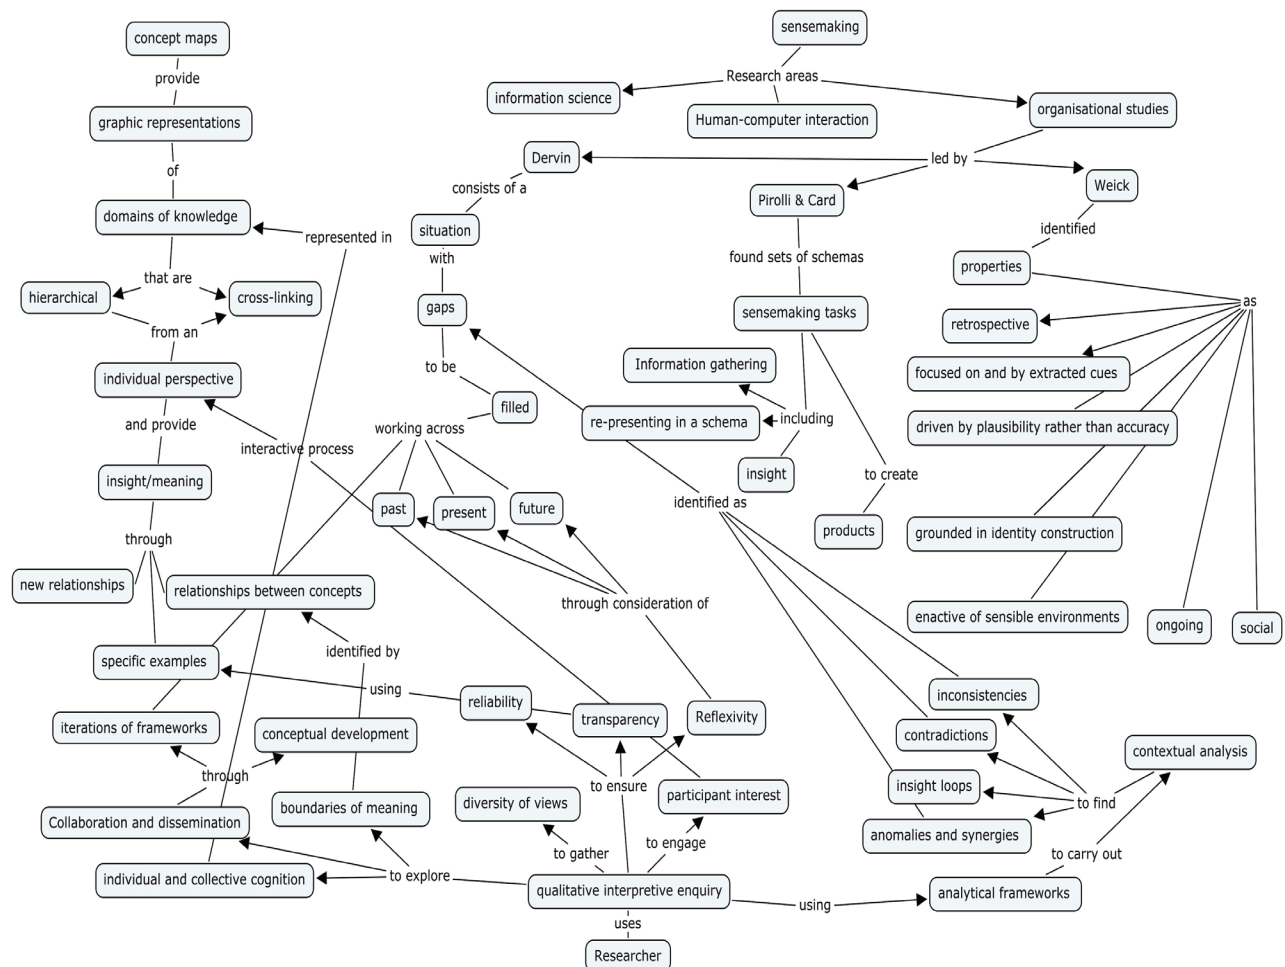 concept maps
provide
graphic representations
of
domains of knowledge
represented in
that are
hierarchical
cross-linking
from an
individual perspective
and provide
interactive process
insight/meaning
through
new relationships
relationships between concepts
specific examples
identified by
using
iterations of frameworks
conceptual development
through
boundaries of meaning
Collaboration and dissemination
individual and collective cognition
to explore
sensemaking
Research areas
information science
Human-computer interaction
organisational studies
led by
Dervin
Pirolli & Card
Weick
consists of a
situation
with
gaps
to be
filled
working across
past
present
future
through consideration of
found sets of schemas
sensemaking tasks
Information gathering
re-presenting in a schema
including
insight
to create
products
identified
properties
as
retrospective
focused on and by extracted cues
driven by plausibility rather than accuracy
grounded in identity construction
enactive of sensible environments
ongoing
social
identified as
inconsistencies
contradictions
insight loops
anomalies and synergies
to find
contextual analysis
to carry out
analytical frameworks
reliability
transparency
Reflexivity
to ensure
diversity of views
participant interest
to gather
to engage
qualitative interpretive enquiry
using
uses
Researcher